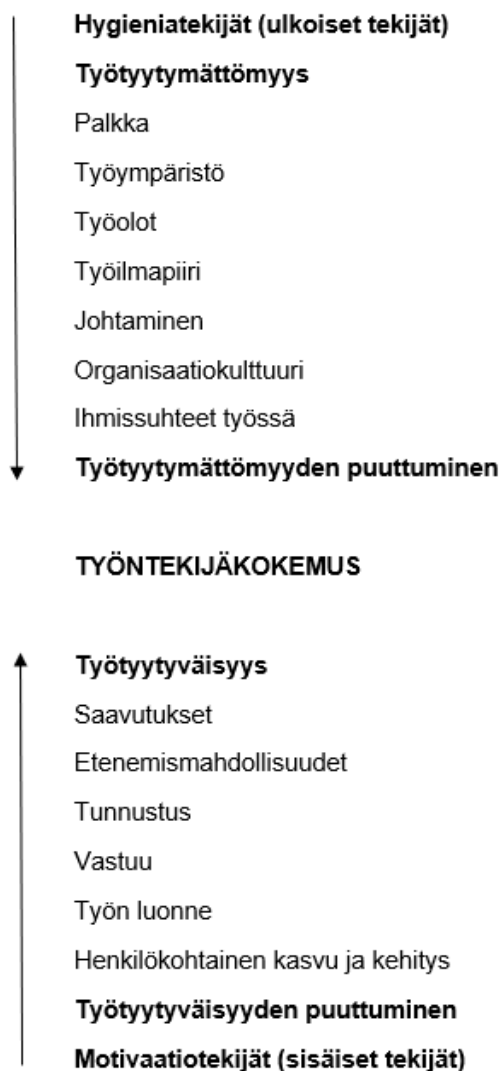 Hygieniatekijät (ulkoiset tekijät)
Työtyytymättömyys
Palkka
Työympäristö
Työolot
Työilmapiiri
Johtaminen
Organisaatiokulttuuri
Ihmissuhteet työssä
Työtyytymättömyyden puuttuminen
TYÖNTEKIJÄKOKEMUS
Työtyytyväisyys
Saavutukset
Etenemismahdollisuudet
Tunnustus
Vastuu
Työn luonne
Henkilökohtainen kasvu ja kehitys
Työtyytyväisyyden puuttuminen
Motivaatiotekijät (sisäiset tekijät)